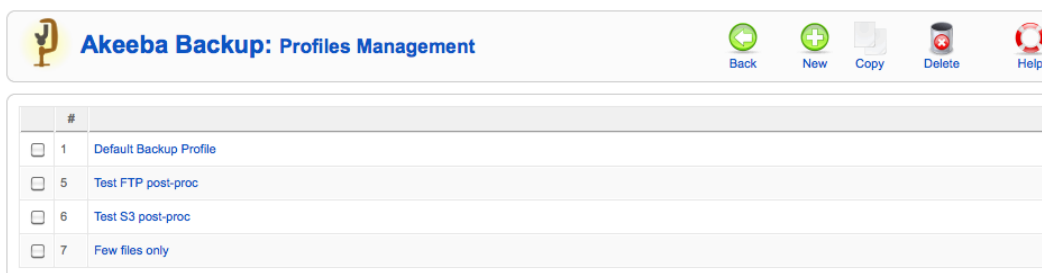 Akeeba Backup: Profiles Management
Back New Copy Delete Help
#
1 Default Backup Profile
5 Test FTP post-proc
6 Test S3 post-proc
7 Few files only